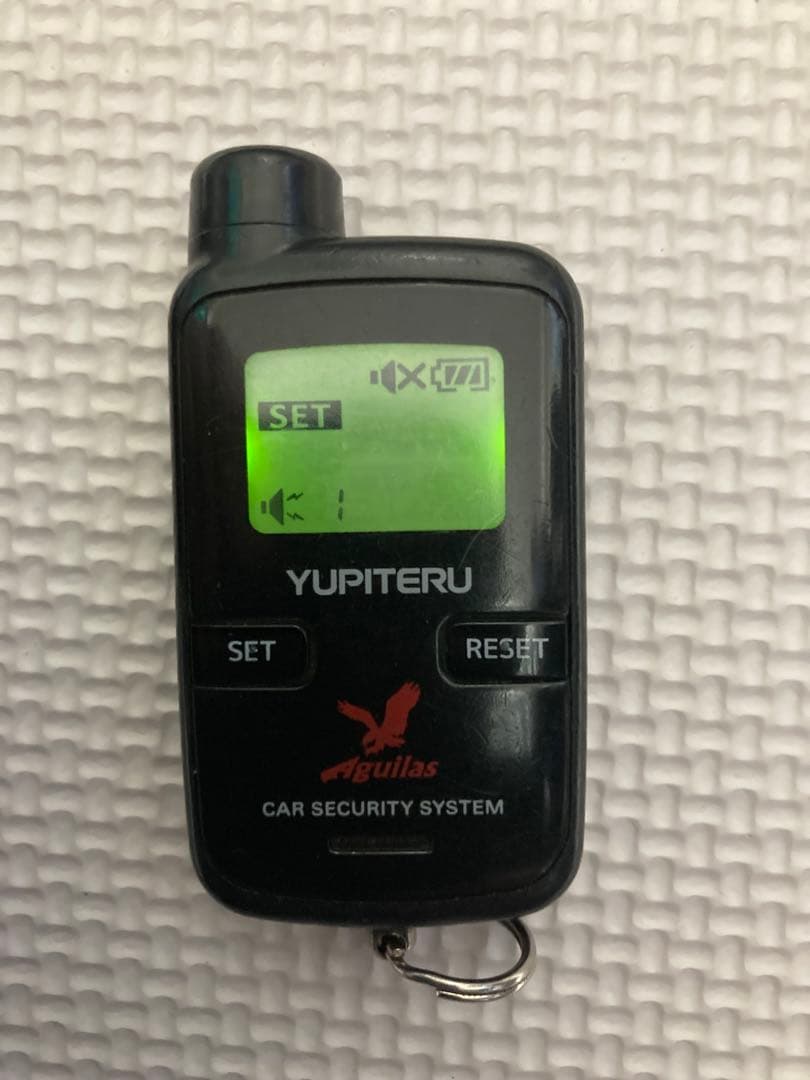 SET
1
YUPITERU
SET
RESET
Aguilas
CAR SECURITY SYSTEM